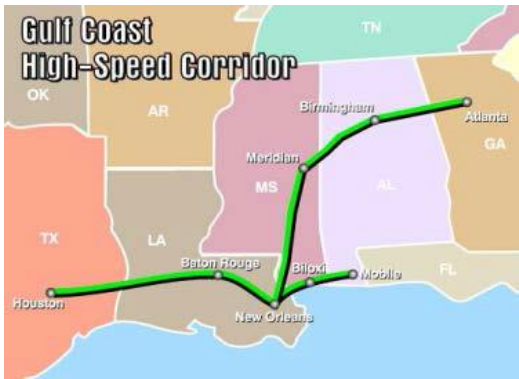 Gulf Coast
High-Speed Corridor
TN
OK
AR
Birmingham
Atlanta
GA
Meridian
MS
AL
TX
LA
Baton Rouge
Biloxi
Mobile
FL
Houston
New Orleans